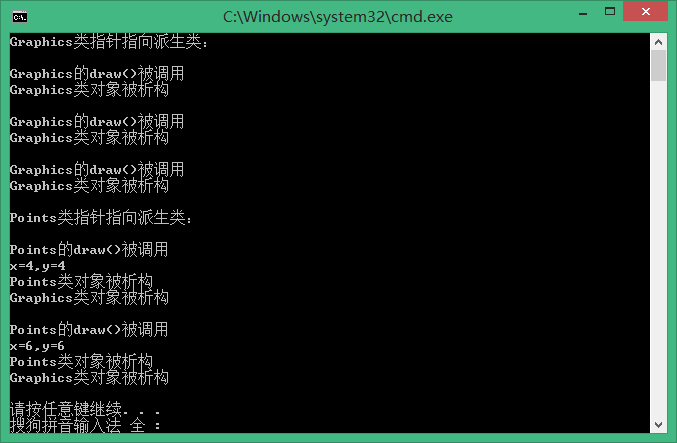 C:\Windows\system32\cmd.exe
Graphics类指针指向派生类:
Graphics的draw()被调用
Graphics类对象被析构
Graphics的draw()被调用
Graphics类对象被析构
Graphics的draw()被调用
Graphics类对象被析构
Points类指针指向派生类:
Points的draw()被调用
x=4,y=4
Points类对象被析构
Graphics类对象被析构
Points的draw()被调用
x=6,y=6
Points类对象被析构
Graphics类对象被析构
请按任意键继续. . .
搜狗拼音输入法 全 :